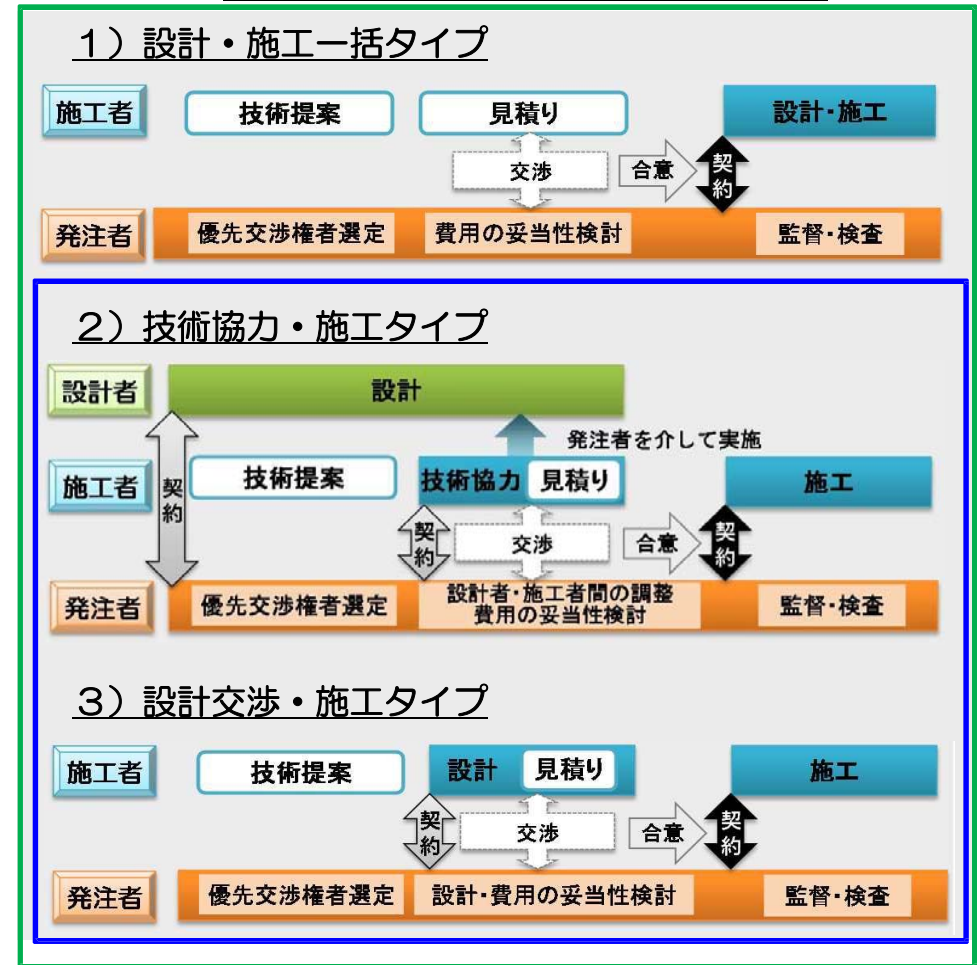 １）設計・施工一括タイプ
施工者
技術提案
見積り
設計・施工
交渉
合意
契約
発注者
優先交渉権者選定
費用の妥当性検討
監督・検査
２）技術協力・施工タイプ
設計者
設計
発注者を介して実施
施工者
契約
技術提案
技術協力
見積り
施工
契約
交渉
合意
契約
発注者
優先交渉権者選定
設計者・施工者間の調整
費用の妥当性検討
監督・検査
３）設計交渉・施工タイプ
施工者
技術提案
設計
見積り
施工
契約
交渉
合意
契約
発注者
優先交渉権者選定
設計・費用の妥当性検討
監督・検査